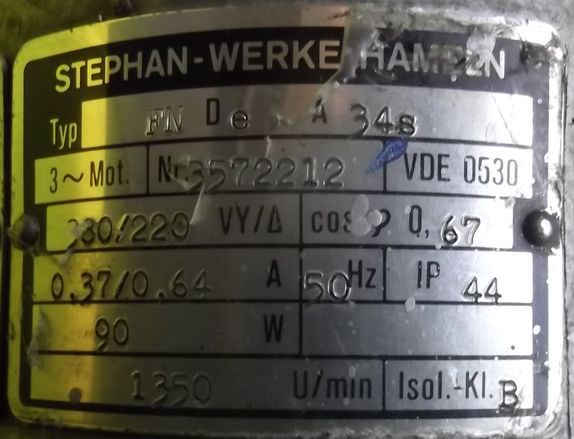 STEPHAN-WERKE HAMELN
Typ FN De A 34s
3~Mot. Nr 3572212 VDE 0530
380/220 VY/Δ cos φ 0,67
0,37/0,64 A 50 Hz IP 44
90 W
1350 U/min Isol.-Kl. B